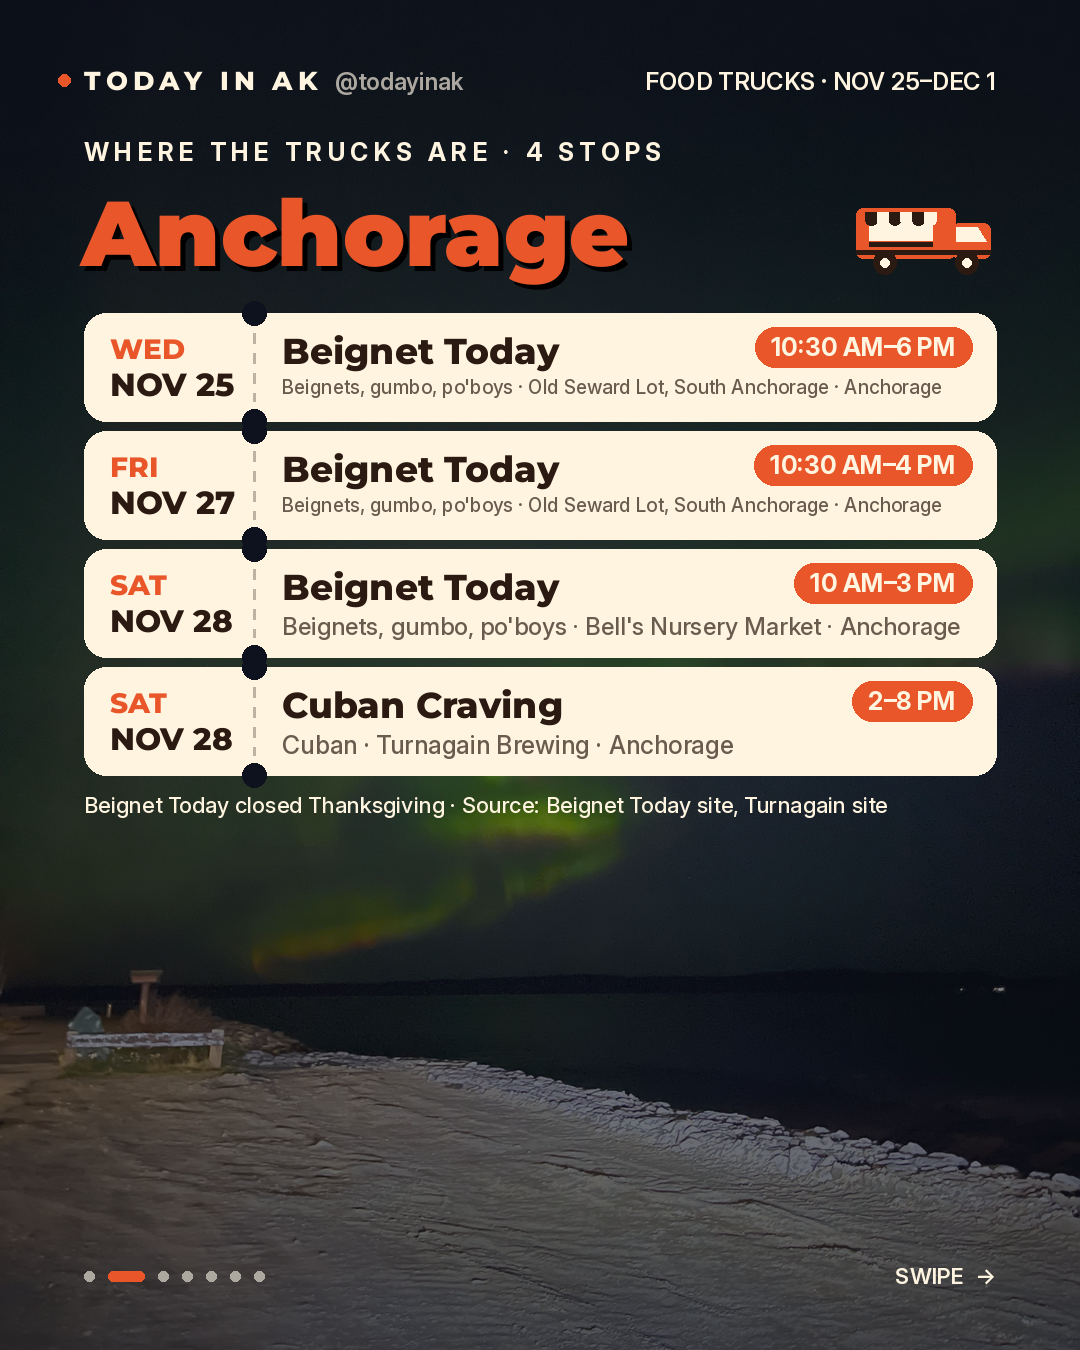 TODAY IN AK @todayinak
FOOD TRUCKS · NOV 25–DEC 1
WHERE THE TRUCKS ARE · 4 STOPS
Anchorage
WED
NOV 25
Beignet Today
10:30 AM–6 PM
Beignets, gumbo, po'boys · Old Seward Lot, South Anchorage · Anchorage
FRI
NOV 27
Beignet Today
10:30 AM–4 PM
Beignets, gumbo, po'boys · Old Seward Lot, South Anchorage · Anchorage
SAT
NOV 28
Beignet Today
10 AM–3 PM
Beignets, gumbo, po'boys · Bell's Nursery Market · Anchorage
SAT
NOV 28
Cuban Craving
2–8 PM
Cuban · Turnagain Brewing · Anchorage
Beignet Today closed Thanksgiving · Source: Beignet Today site, Turnagain site
SWIPE →